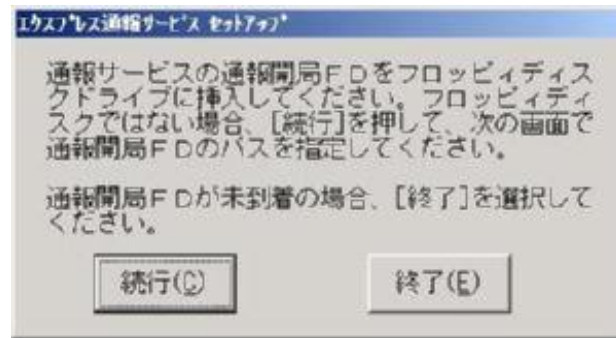 ｴｸｽﾌﾟﾚｽ通報ｻｰﾋﾞｽ ｾｯﾄｱｯﾌﾟ
通報サービスの通報開局ＦＤをフロッピィディス
クドライブに挿入してください。フロッピィディ
スクではない場合、[続行]を押して、次の画面で
通報開局ＦＤのパスを指定してください。
通報開局ＦＤが未到着の場合、[終了]を選択して
ください。
続行(C)
終了(E)